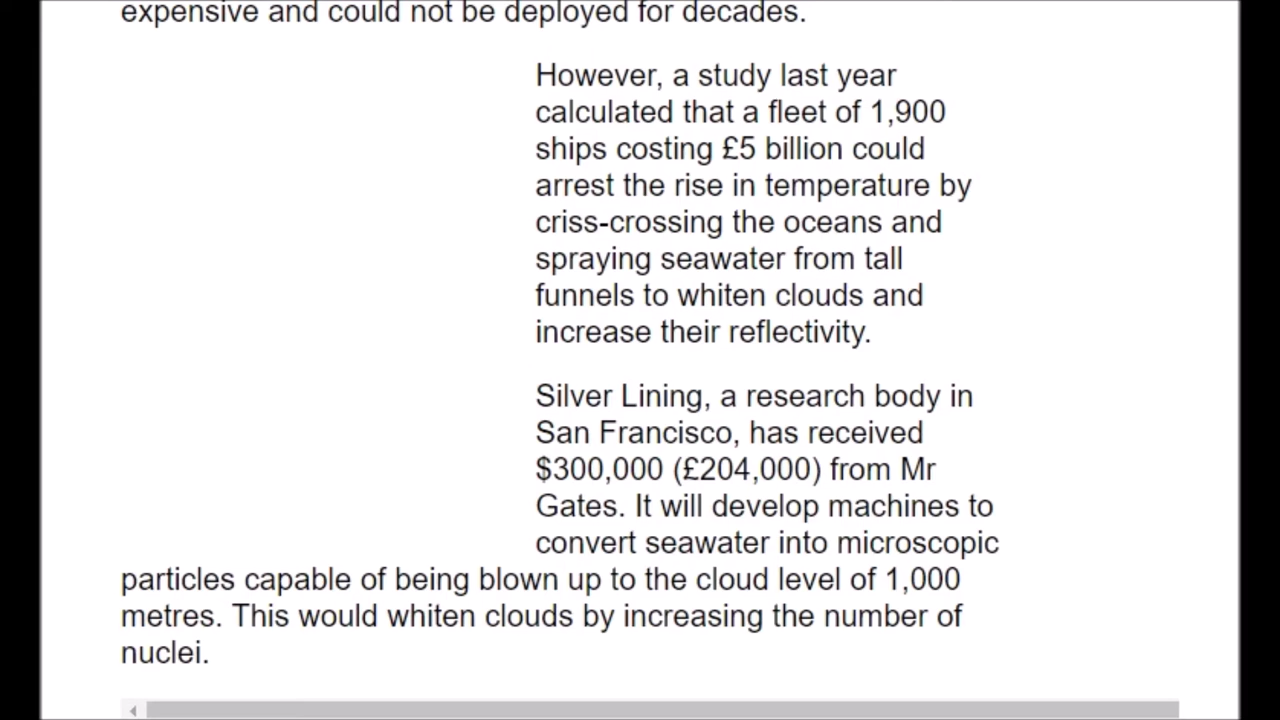 expensive and could not be deployed for decades.
However, a study last year
calculated that a fleet of 1,900
ships costing £5 billion could
arrest the rise in temperature by
criss-crossing the oceans and
spraying seawater from tall
funnels to whiten clouds and
increase their reflectivity.
Silver Lining, a research body in
San Francisco, has received
$300,000 (£204,000) from Mr
Gates. It will develop machines to
convert seawater into microscopic
particles capable of being blown up to the cloud level of 1,000
metres. This would whiten clouds by increasing the number of
nuclei.